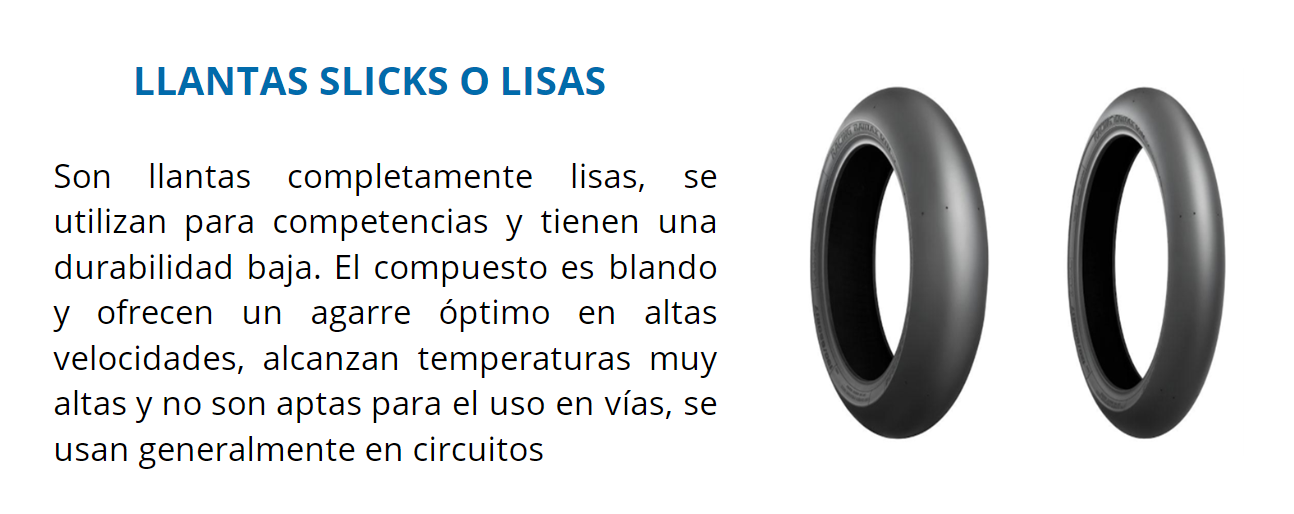 LLANTAS SLICKS O LISAS
Son llantas completamente lisas, se
utilizan para competencias y tienen una
durabilidad baja. El compuesto es blando
y ofrecen un agarre óptimo en altas
velocidades, alcanzan temperaturas muy
altas y no son aptas para el uso en vías, se
usan generalmente en circuitos